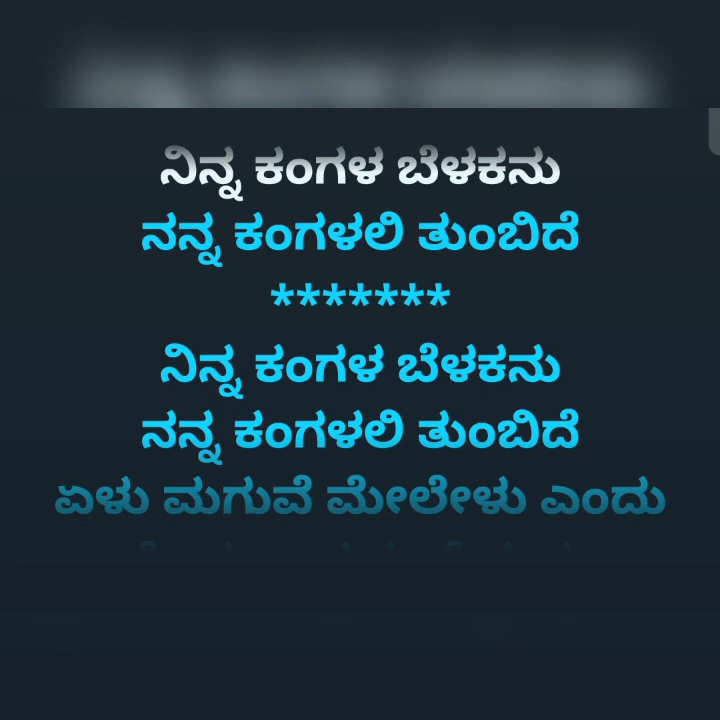 ನಿನ್ನ ಕಂಗಳ ಬೆಳಕನು
ನನ್ನ ಕಂಗಳಲಿ ತುಂಬಿದೆ
*******
ನಿನ್ನ ಕಂಗಳ ಬೆಳಕನು
ನನ್ನ ಕಂಗಳಲಿ ತುಂಬಿದೆ
ಏಳು ಮಗುವೆ ಮೇಲೇಳು ಎಂದು